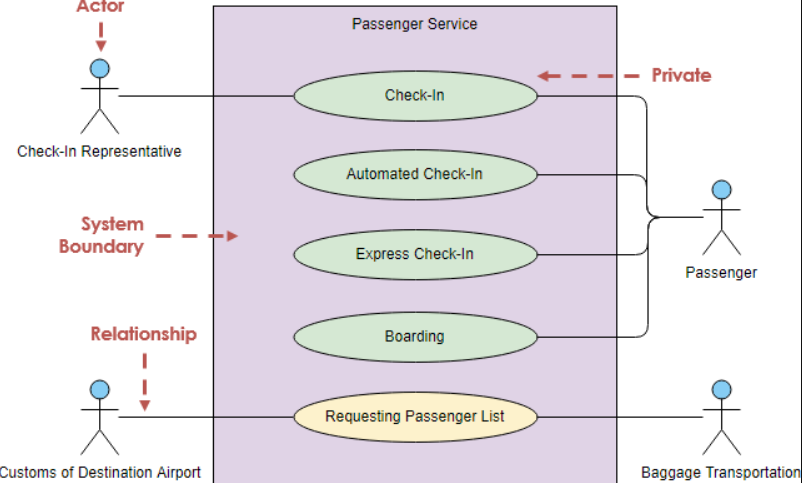 Actor
Passenger Service
Private
Check-In
Check-In Representative
Automated Check-In
System
Boundary
Express Check-In
Passenger
Relationship
Boarding
Requesting Passenger List
Customs of Destination Airport
Baggage Transportation